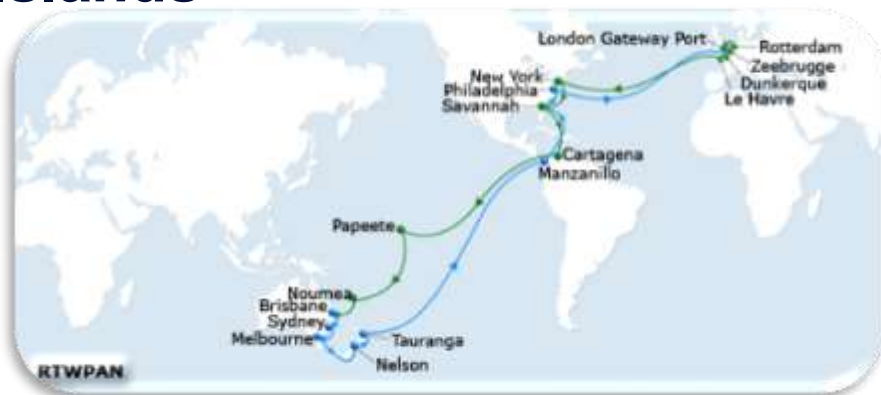 London Gateway Port
Rotterdam
Zeebrugge
Dunkerque
Le Havre
New York
Philadelphia
Savannah
Cartagena
Manzanillo
Papeete
Noumea
Brisbane
Sydney
Melbourne
Tauranga
Nelson
RTWPAN